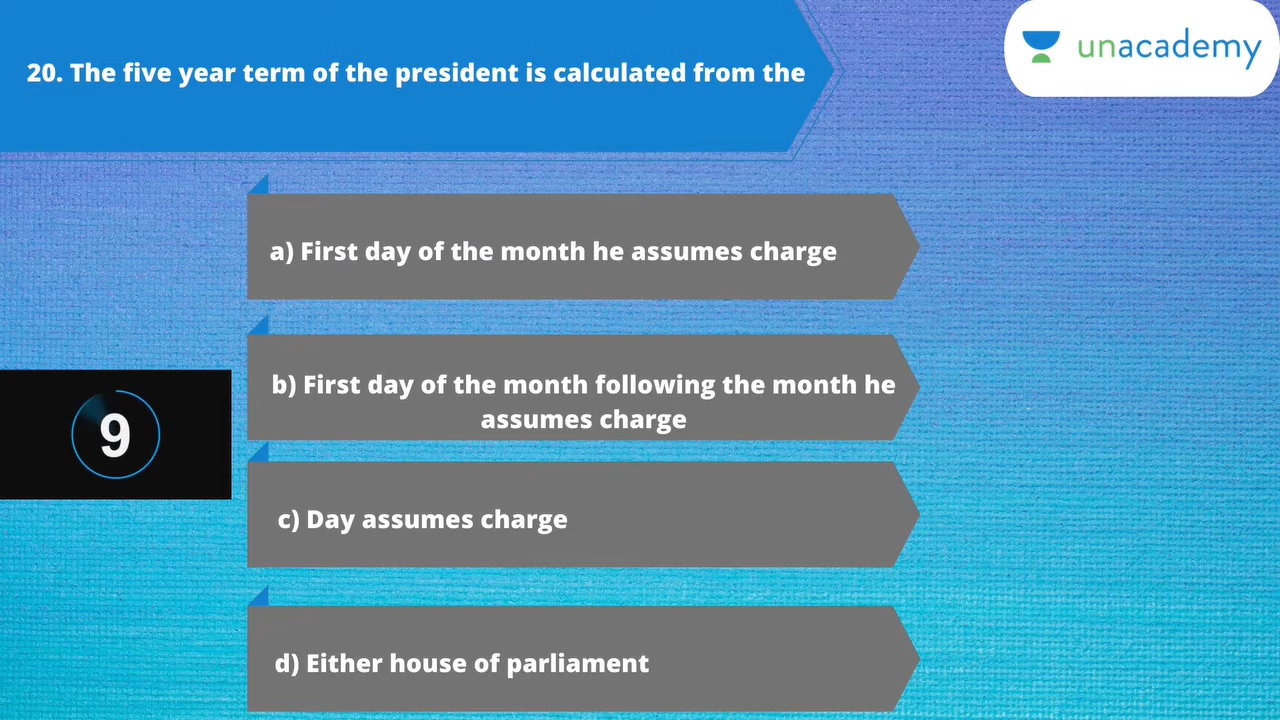 20. The five year term of the president is calculated from the
unacademy
a) First day of the month he assumes charge
b) First day of the month following the month he
assumes charge
9
c) Day assumes charge
d) Either house of parliament